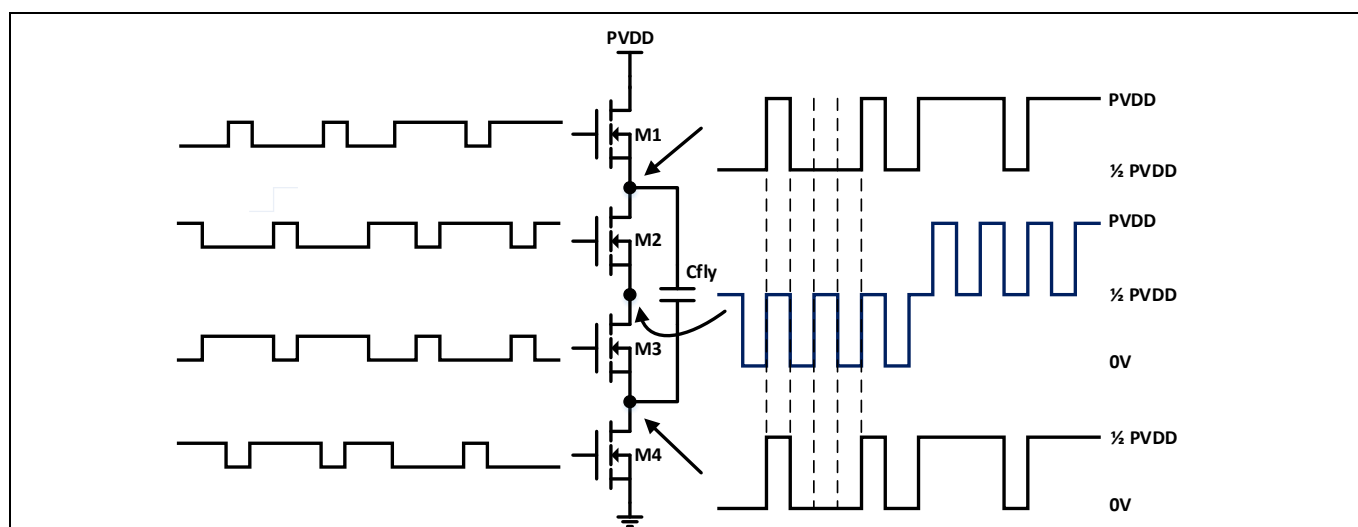 PVDD
M1
M2
Cfly
M3
M4
PVDD
½ PVDD
PVDD
½ PVDD
0V
½ PVDD
0V